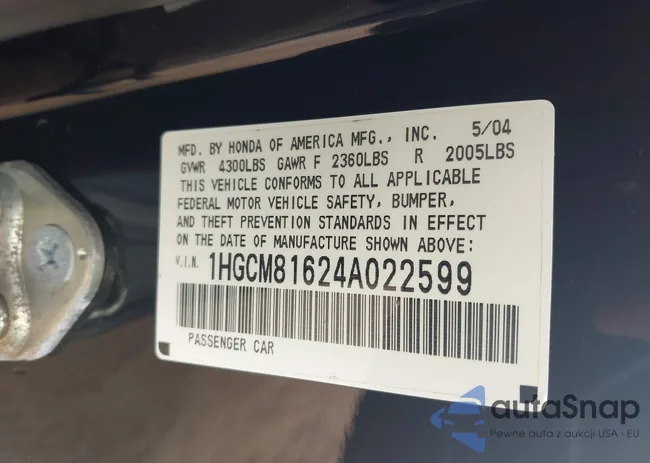 MFD. BY HONDA OF AMERICA MFG., INC. 5/04
GVWR 4300LBS GAWR F 2360LBS R 2005LBS
THIS VEHICLE CONFORMS TO ALL APPLICABLE
FEDERAL MOTOR VEHICLE SAFETY, BUMPER,
AND THEFT PREVENTION STANDARDS IN EFFECT
ON THE DATE OF MANUFACTURE SHOWN ABOVE:
V.I.N. 1HGCM81624A022599
PASSENGER CAR
autaSnap
Pewne auta z aukcji USA i EU